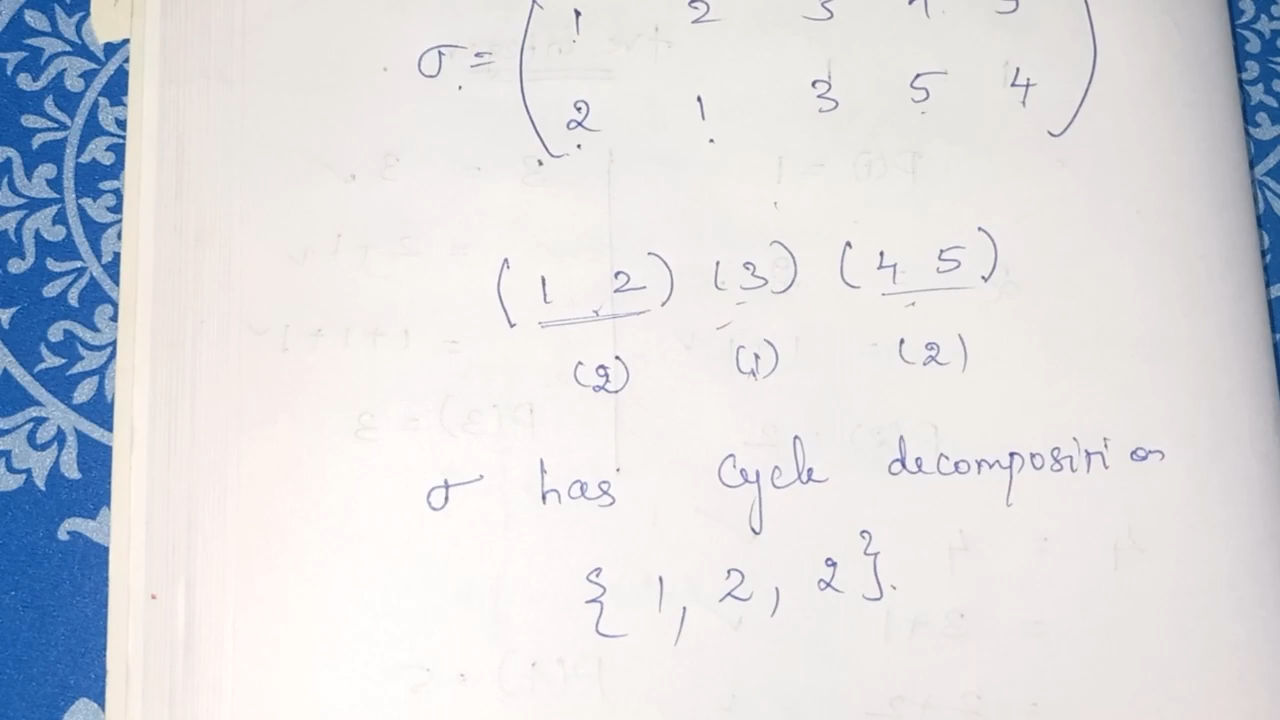 1 2 3 4 5
σ = ( 2 1 3 5 4 )
(1 2) (3) (4 5)
(2) (1) (2)
σ has cycle decomposition
{ 1, 2, 2 }.